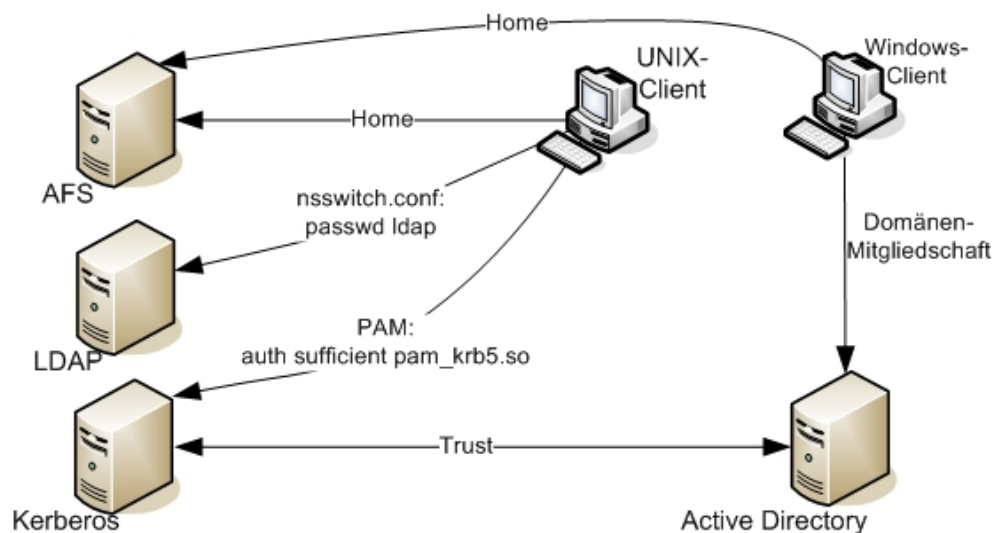 Home
UNIX-
Client
Windows-
Client
Home
AFS
nsswitch.conf:
passwd ldap
Domänen-
Mitgliedschaft
PAM:
auth sufficient pam_krb5.so
LDAP
Trust
Kerberos
Active Directory